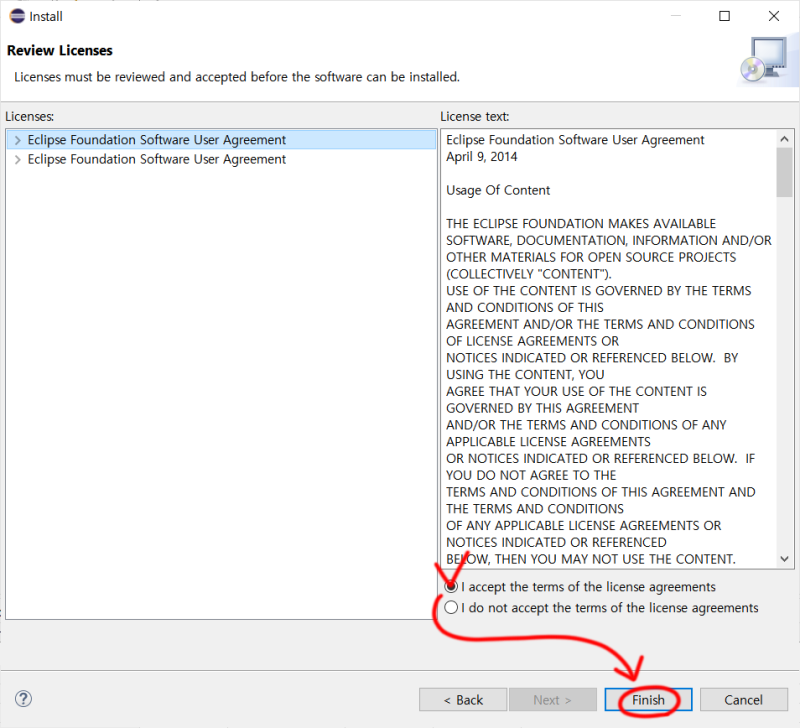 Install
Review Licenses
Licenses must be reviewed and accepted before the software can be installed.
Licenses:
Eclipse Foundation Software User Agreement
Eclipse Foundation Software User Agreement
License text:
Eclipse Foundation Software User Agreement
April 9, 2014
Usage Of Content
THE ECLIPSE FOUNDATION MAKES AVAILABLE
SOFTWARE, DOCUMENTATION, INFORMATION AND/OR
OTHER MATERIALS FOR OPEN SOURCE PROJECTS
(COLLECTIVELY "CONTENT").
USE OF THE CONTENT IS GOVERNED BY THE TERMS
AND CONDITIONS OF THIS
AGREEMENT AND/OR THE TERMS AND CONDITIONS
OF LICENSE AGREEMENTS OR
NOTICES INDICATED OR REFERENCED BELOW.  BY
USING THE CONTENT, YOU
AGREE THAT YOUR USE OF THE CONTENT IS
GOVERNED BY THIS AGREEMENT
AND/OR THE TERMS AND CONDITIONS OF ANY
APPLICABLE LICENSE AGREEMENTS
OR NOTICES INDICATED OR REFERENCED BELOW.  IF
YOU DO NOT AGREE TO THE
TERMS AND CONDITIONS OF THIS AGREEMENT AND
THE TERMS AND CONDITIONS
OF ANY APPLICABLE LICENSE AGREEMENTS OR
NOTICES INDICATED OR REFERENCED
BELOW, THEN YOU MAY NOT USE THE CONTENT.
I accept the terms of the license agreements
I do not accept the terms of the license agreements
?
< Back
Next >
Finish
Cancel